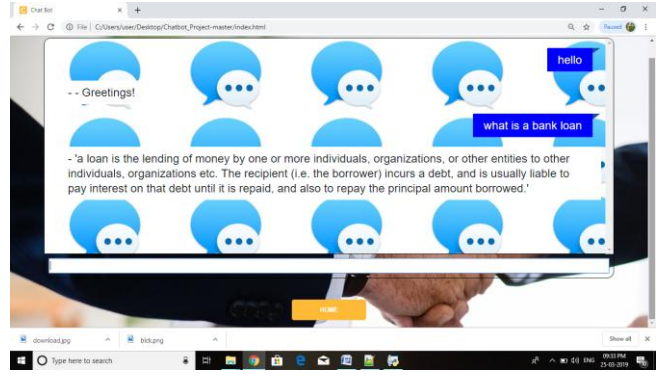 Chat Bot
File | C:/Users/user/Desktop/Chatbot_Project-master/index.html
Paused
hello
- - Greetings!
what is a bank loan
- 'a loan is the lending of money by one or more individuals, organizations, or other entities to other
individuals, organizations etc. The recipient (i.e. the borrower) incurs a debt, and is usually liable to
pay interest on that debt until it is repaid, and also to repay the principal amount borrowed.'
HOME
download.jpg
bick.png
Show all
Type here to search
ENG
09:33 PM
25-03-2019